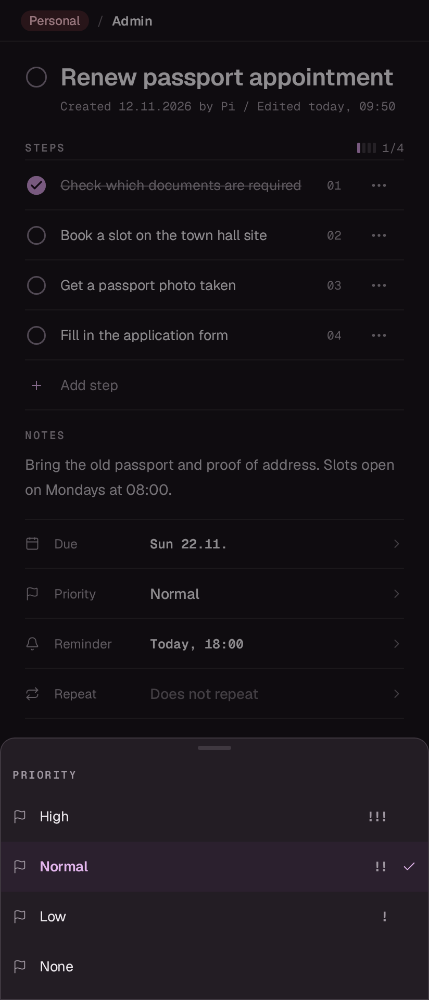 Personal / Admin
Renew passport appointment
Created 12.11.2026 by Pi / Edited today, 09:50
STEPS 1/4
Check which documents are required 01
Book a slot on the town hall site 02
Get a passport photo taken 03
Fill in the application form 04
Add step
NOTES
Bring the old passport and proof of address. Slots open
on Mondays at 08:00.
Due Sun 22.11.
Priority Normal
Reminder Today, 18:00
Repeat Does not repeat
PRIORITY
High !!!
Normal !!
Low !
None